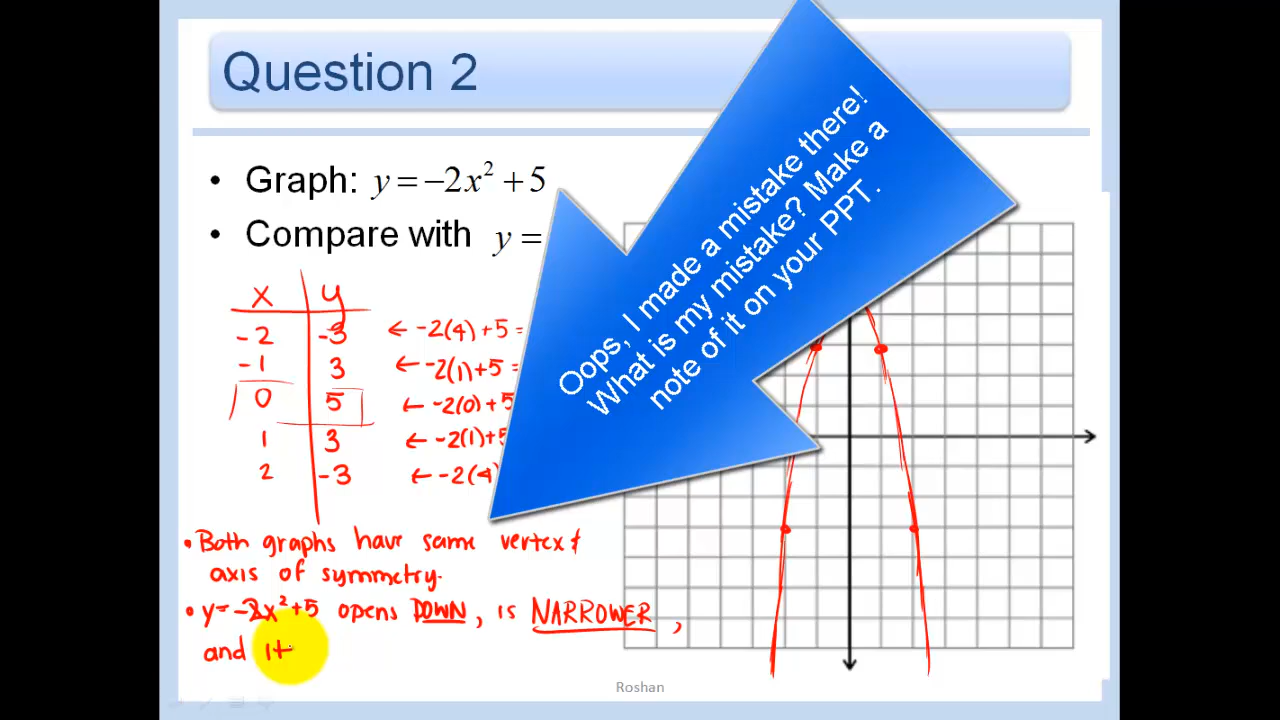 Question 2
• Graph: y = −2x² + 5
• Compare with y =
Oops, I made a mistake there!
What is my mistake? Make a
note of it on your PPT.
x y
-2 -3 ← -2(4)+5=
-1 3 ← -2(1)+5=
0 5 ← -2(0)+5
1 3 ← -2(1)+5
2 -3 ← -2(4)
• Both graphs have same vertex &
axis of symmetry.
• y=-2x²+5 opens DOWN, is NARROWER,
and it
Roshan